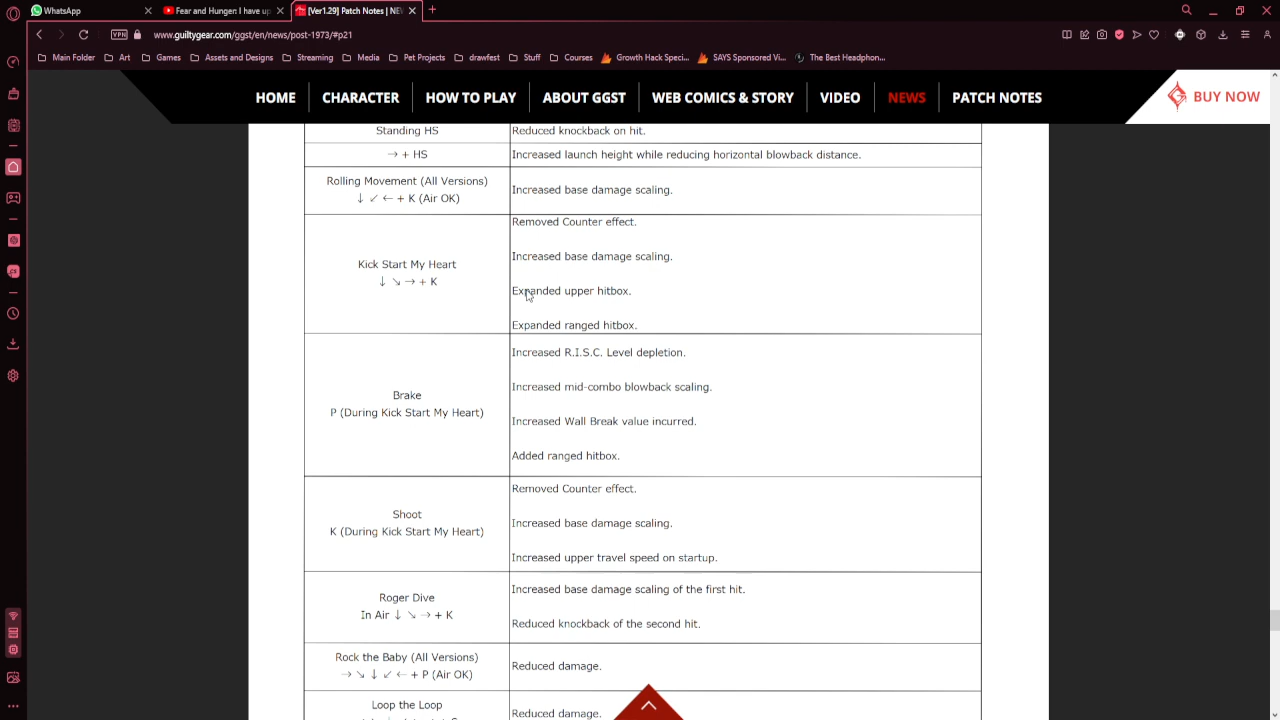 WhatsApp
Fear and Hunger: I have up
[Ver1.29] Patch Notes | NE
VPN
www.guiltygear.com/ggst/en/news/post-1973/#p21
Main Folder
Art
Games
Assets and Designs
Streaming
Media
Pet Projects
drawfest
Stuff
Courses
Growth Hack Speci...
SAYS Sponsored Vi...
The Best Headphon...
HOME
CHARACTER
HOW TO PLAY
ABOUT GGST
WEB COMICS & STORY
VIDEO
NEWS
PATCH NOTES
BUY NOW
Standing HS
Reduced knockback on hit.
→ + HS
Increased launch height while reducing horizontal blowback distance.
Rolling Movement (All Versions)
↓ ↙ ← + K (Air OK)
Increased base damage scaling.
Kick Start My Heart
↓ ↘ → + K
Removed Counter effect.
Increased base damage scaling.
Expanded upper hitbox.
Expanded ranged hitbox.
Brake
P (During Kick Start My Heart)
Increased R.I.S.C. Level depletion.
Increased mid-combo blowback scaling.
Increased Wall Break value incurred.
Added ranged hitbox.
Shoot
K (During Kick Start My Heart)
Removed Counter effect.
Increased base damage scaling.
Increased upper travel speed on startup.
Roger Dive
In Air ↓ ↘ → + K
Increased base damage scaling of the first hit.
Reduced knockback of the second hit.
Rock the Baby (All Versions)
→ ↘ ↓ ↙ ← + P (Air OK)
Reduced damage.
Loop the Loop
Reduced damage.